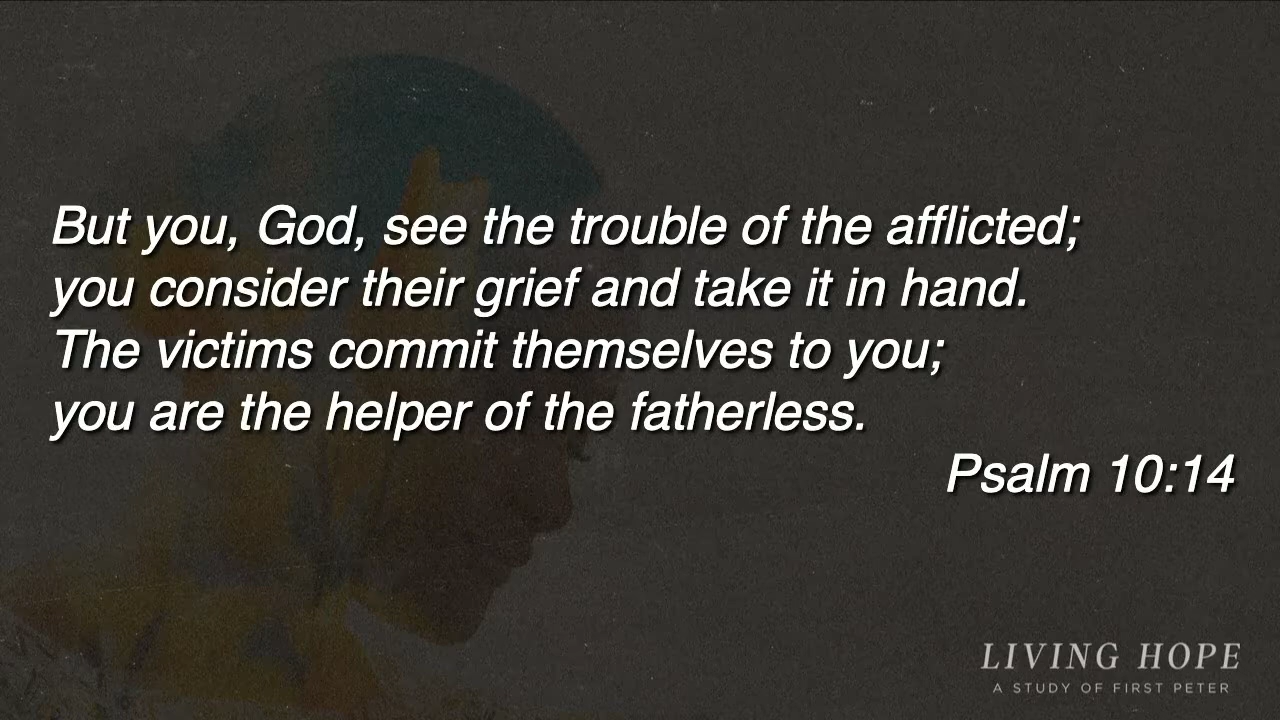 But you, God, see the trouble of the afflicted;
you consider their grief and take it in hand.
The victims commit themselves to you;
you are the helper of the fatherless.
Psalm 10:14
LIVING HOPE
A STUDY OF FIRST PETER